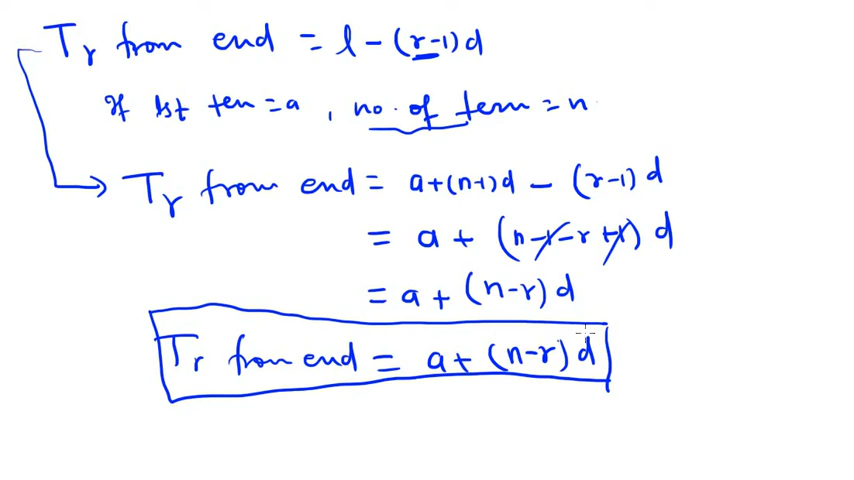 Tr from end = l - (r-1)d
If 1st term = a, no. of term = n
Tr from end = a+(n-1)d - (r-1)d
= a + (n-1-r+1)d
= a + (n-r)d
Tr from end = a + (n-r)d